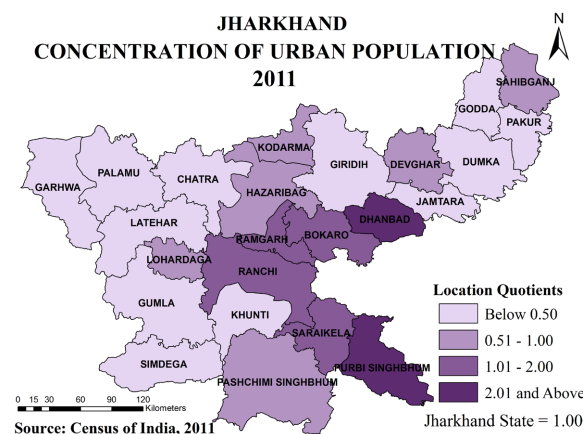 JHARKHAND
CONCENTRATION OF URBAN POPULATION
2011
N
SAHIBGANJ
GODDA
PAKUR
KODARMA
GIRIDIH
DEVGHAR
DUMKA
PALAMU
CHATRA
GARHWA
HAZARIBAG
JAMTARA
LATEHAR
DHANBAD
RAMGARH
BOKARO
LOHARDAGA
RANCHI
GUMLA
KHUNTI
SARAIKELA
SIMDEGA
PURBI SINGHBHUM
PASHCHIMI SINGHBHUM
Location Quotients
Below 0.50
0.51 - 1.00
1.01 - 2.00
2.01 and Above
Jharkhand State = 1.00
0 15 30 60 90 120
Kilometers
Source: Census of India, 2011